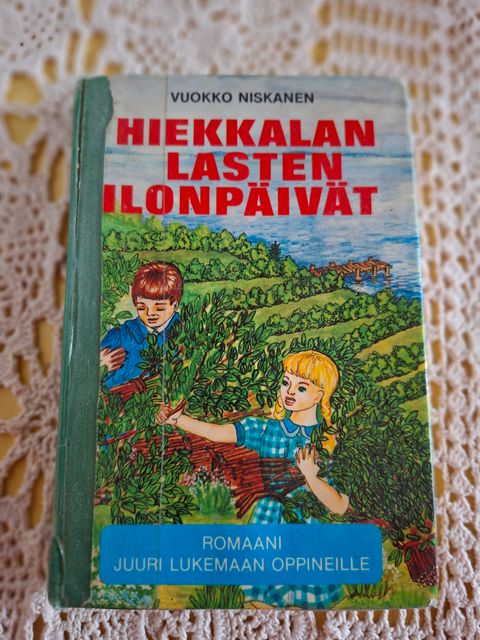 VUOKKO NISKANEN
HIEKKALAN
LASTEN
ILONPÄIVÄT
ROMAANI
JUURI LUKEMAAN OPPINEILLE